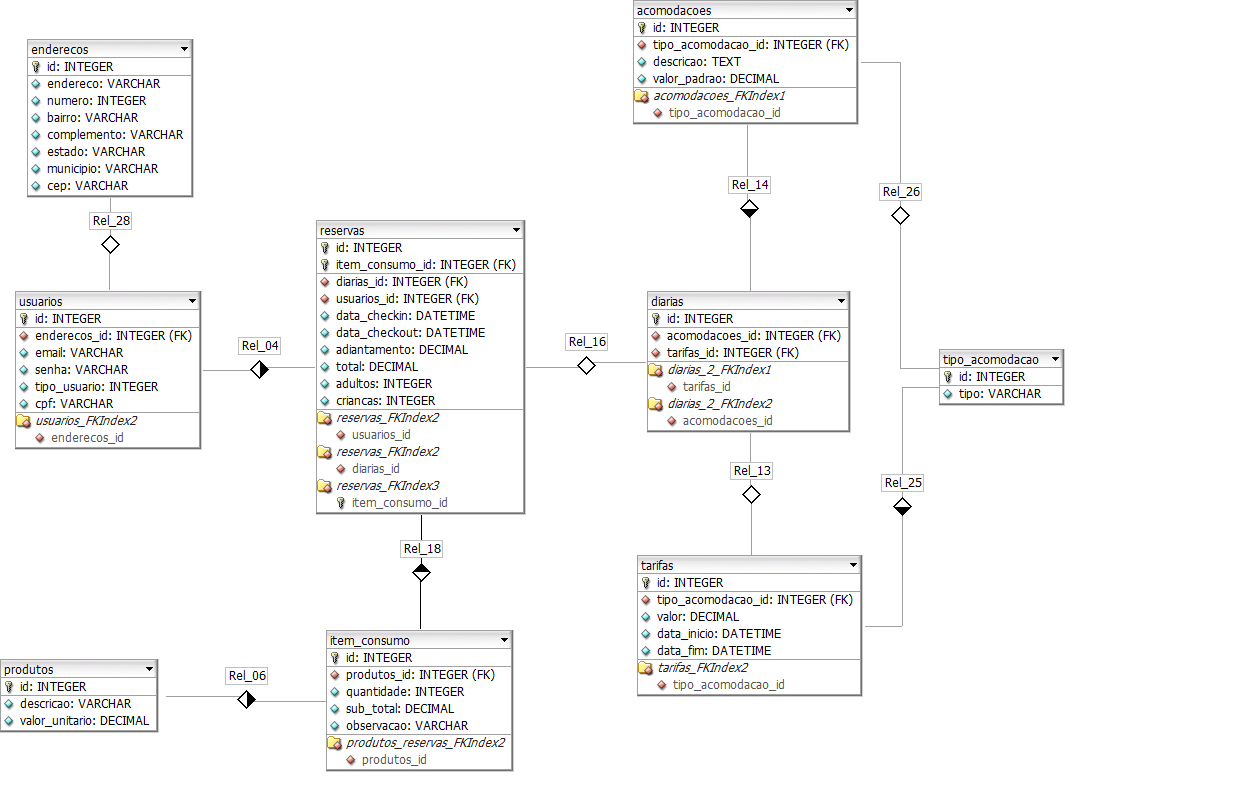 acomodacoes
id: INTEGER
tipo_acomodacao_id: INTEGER (FK)
descricao: TEXT
valor_padrao: DECIMAL
acomodacoes_FKIndex1
tipo_acomodacao_id
enderecos
id: INTEGER
endereco: VARCHAR
numero: INTEGER
bairro: VARCHAR
complemento: VARCHAR
estado: VARCHAR
municipio: VARCHAR
cep: VARCHAR
Rel_14
Rel_26
Rel_28
reservas
id: INTEGER
item_consumo_id: INTEGER (FK)
diarias_id: INTEGER (FK)
usuarios_id: INTEGER (FK)
data_checkin: DATETIME
data_checkout: DATETIME
adiantamento: DECIMAL
total: DECIMAL
adultos: INTEGER
criancas: INTEGER
reservas_FKIndex2
usuarios_id
reservas_FKIndex2
diarias_id
reservas_FKIndex3
item_consumo_id
usuarios
id: INTEGER
enderecos_id: INTEGER (FK)
email: VARCHAR
senha: VARCHAR
tipo_usuario: INTEGER
cpf: VARCHAR
usuarios_FKIndex2
enderecos_id
Rel_04
Rel_16
diarias
id: INTEGER
acomodacoes_id: INTEGER (FK)
tarifas_id: INTEGER (FK)
diarias_2_FKIndex1
tarifas_id
diarias_2_FKIndex2
acomodacoes_id
tipo_acomodacao
id: INTEGER
tipo: VARCHAR
Rel_13
Rel_25
Rel_18
tarifas
id: INTEGER
tipo_acomodacao_id: INTEGER (FK)
valor: DECIMAL
data_inicio: DATETIME
data_fim: DATETIME
tarifas_FKIndex2
tipo_acomodacao_id
item_consumo
id: INTEGER
produtos_id: INTEGER (FK)
quantidade: INTEGER
sub_total: DECIMAL
observacao: VARCHAR
produtos_reservas_FKIndex2
produtos_id
produtos
id: INTEGER
descricao: VARCHAR
valor_unitario: DECIMAL
Rel_06